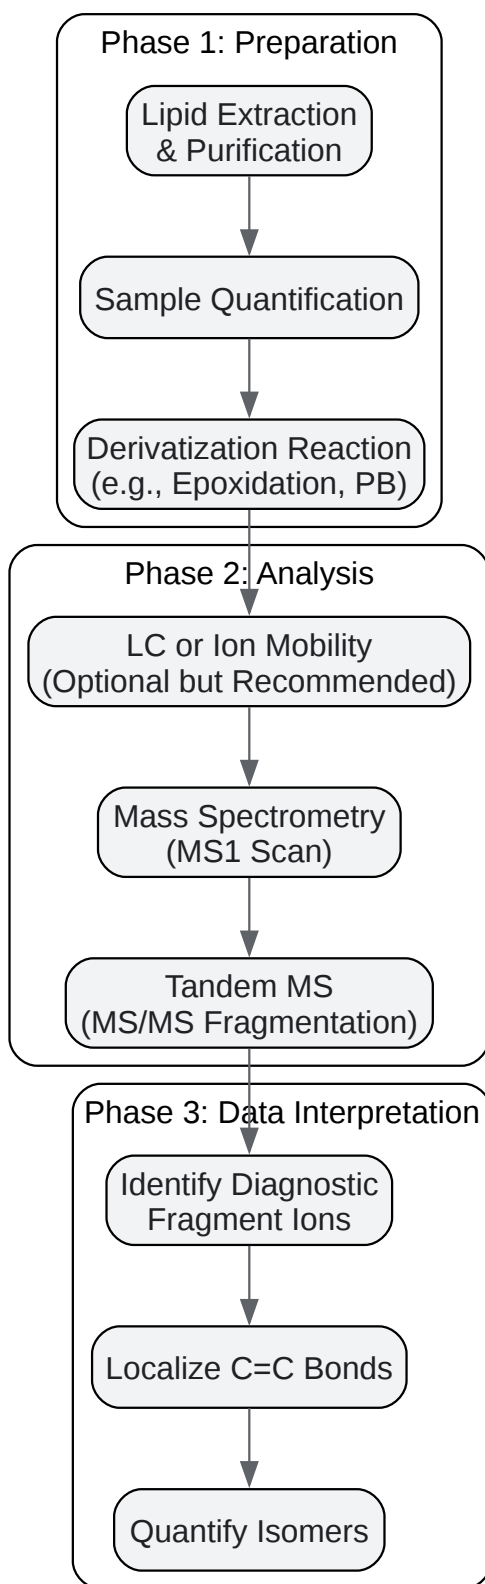 Phase 1: Preparation
Lipid Extraction
& Purification
Sample Quantification
Derivatization Reaction
(e.g., Epoxidation, PB)
Phase 2: Analysis
LC or Ion Mobility
(Optional but Recommended)
Mass Spectrometry
(MS1 Scan)
Tandem MS
(MS/MS Fragmentation)
Phase 3: Data Interpretation
Identify Diagnostic
Fragment Ions
Localize C=C Bonds
Quantify Isomers